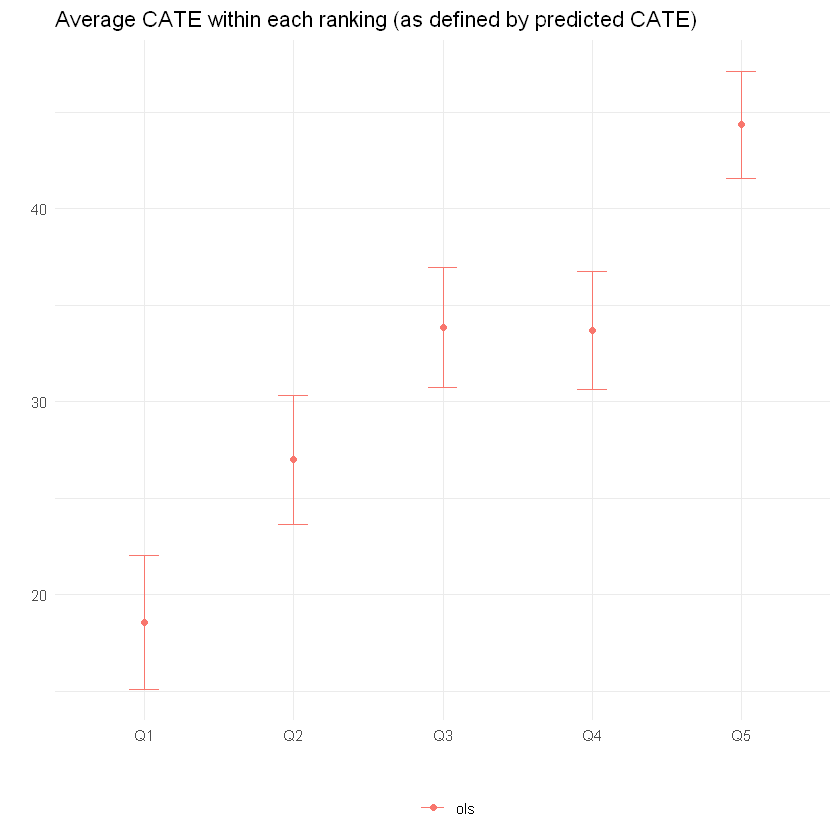 Average CATE within each ranking (as defined by predicted CATE)
40
30
20
Q1 Q2 Q3 Q4 Q5
ols